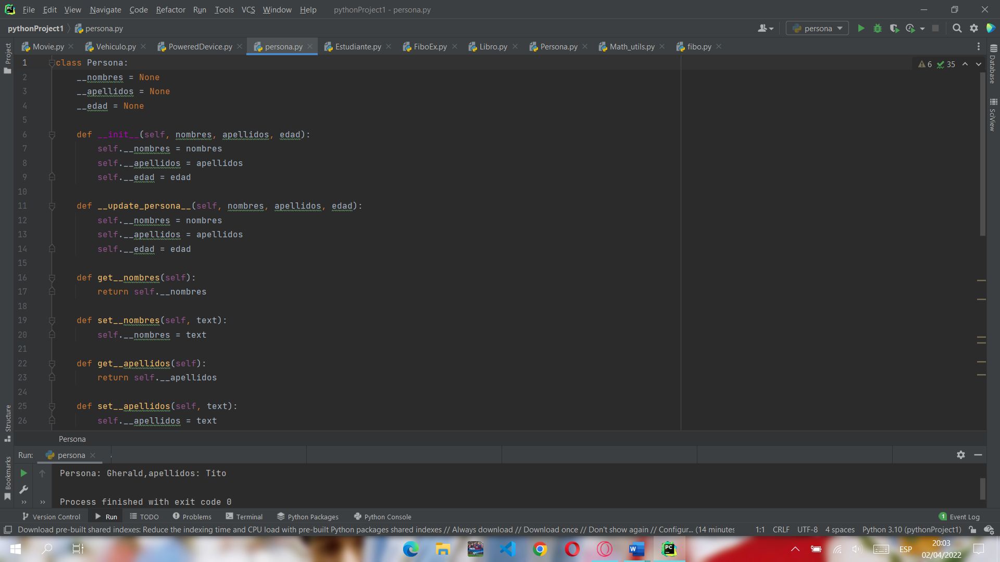 File Edit View Navigate Code Refactor Run Tools VCS Window Help pythonProject1 - persona.py
pythonProject1 persona.py persona
Movie.py Vehiculo.py PoweredDevice.py persona.py Estudiante.py FiboEx.py Libro.py Persona.py Math_utils.py fibo.py
Project
Database
SciView
6 35
1 class Persona:
2 __nombres = None
3 __apellidos = None
4 __edad = None
5
6 def __init__(self, nombres, apellidos, edad):
7 self.__nombres = nombres
8 self.__apellidos = apellidos
9 self.__edad = edad
10
11 def __update_persona__(self, nombres, apellidos, edad):
12 self.__nombres = nombres
13 self.__apellidos = apellidos
14 self.__edad = edad
15
16 def get__nombres(self):
17 return self.__nombres
18
19 def set__nombres(self, text):
20 self.__nombres = text
21
22 def get__apellidos(self):
23 return self.__apellidos
24
25 def set__apellidos(self, text):
26 self.__apellidos = text
Structure
Bookmarks
Persona
Run: persona
Persona: Gherald,apellidos: Tito
Process finished with exit code 0
Version Control Run TODO Problems Terminal Python Packages Python Console 1 Event Log
Download pre-built shared indexes: Reduce the indexing time and CPU load with pre-built Python packages shared indexes // Always download // Download once // Don't show again // Configur... (14 minutes 1:1 CRLF UTF-8 4 spaces Python 3.10 (pythonProject1)
ESP 20:03
02/04/2022